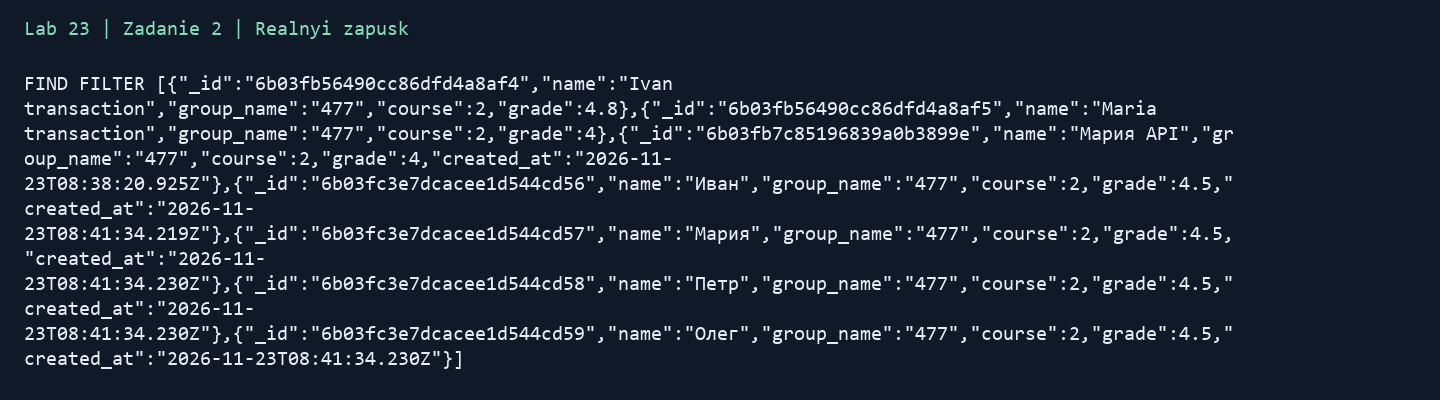 Lab 23 | Zadanie 2 | Realnyi zapusk
FIND FILTER [{"_id":"6b03fb56490cc86dfd4a8af4","name":"Ivan
transaction","group_name":"477","course":2,"grade":4.8},{"_id":"6b03fb56490cc86dfd4a8af5","name":"Maria
transaction","group_name":"477","course":2,"grade":4},{"_id":"6b03fb7c85196839a0b3899e","name":"Мария API","gr
oup_name":"477","course":2,"grade":4,"created_at":"2026-11-
23T08:38:20.925Z"},{"_id":"6b03fc3e7dcacee1d544cd56","name":"Иван","group_name":"477","course":2,"grade":4.5,"
created_at":"2026-11-
23T08:41:34.219Z"},{"_id":"6b03fc3e7dcacee1d544cd57","name":"Мария","group_name":"477","course":2,"grade":4.5,
"created_at":"2026-11-
23T08:41:34.230Z"},{"_id":"6b03fc3e7dcacee1d544cd58","name":"Петр","group_name":"477","course":2,"grade":4.5,"
created_at":"2026-11-
23T08:41:34.230Z"},{"_id":"6b03fc3e7dcacee1d544cd59","name":"Олег","group_name":"477","course":2,"grade":4.5,"
created_at":"2026-11-23T08:41:34.230Z"}]